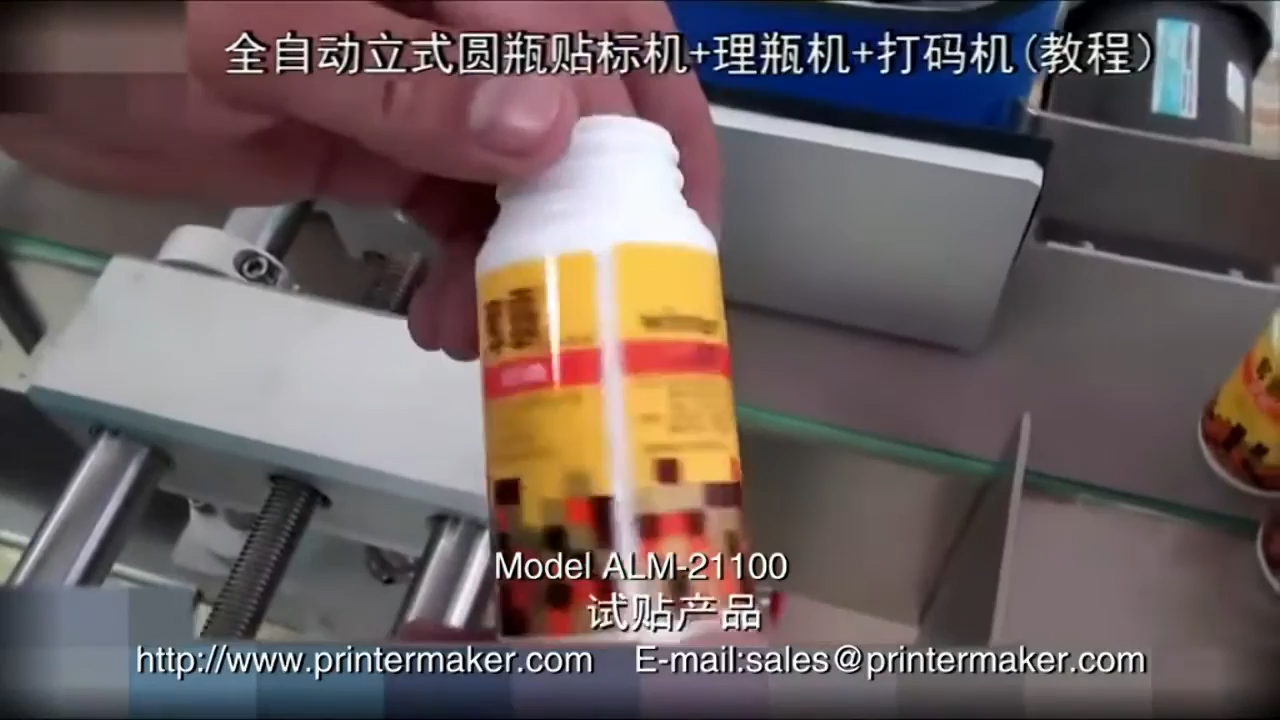 全自动立式圆瓶贴标机+理瓶机+打码机(教程)
Model ALM-21100
试贴产品
http://www.printermaker.com E-mail:sales@printermaker.com